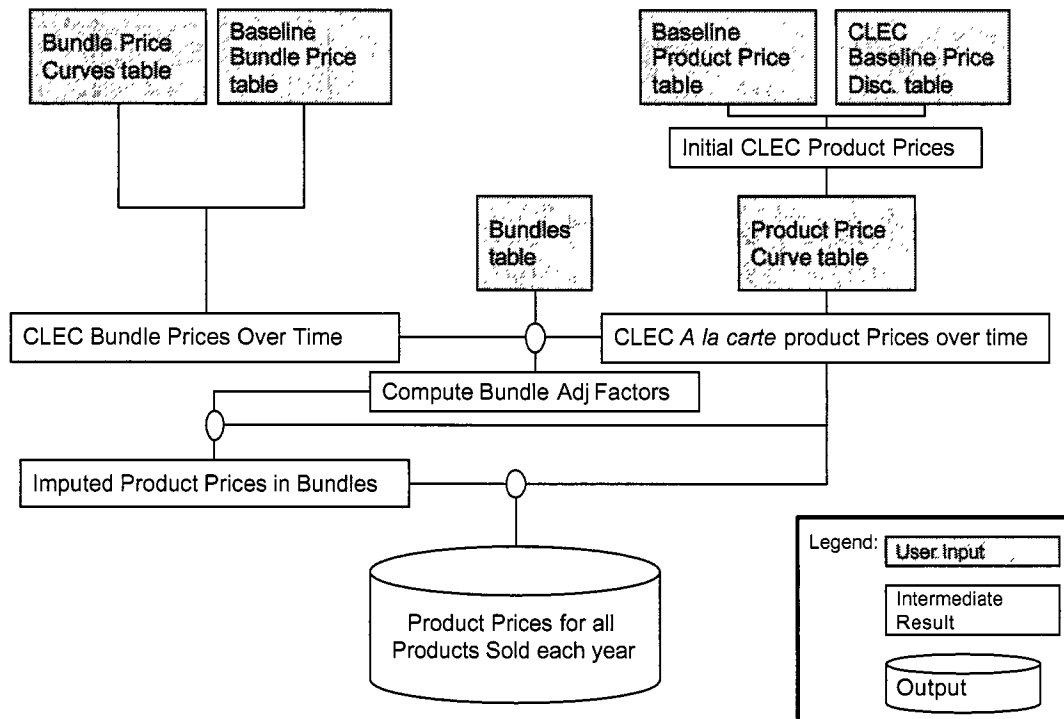 Bundle Price
Curves table
Baseline
Bundle Price
table
Baseline
Product Price
table
CLEC
Baseline Price
Disc. table
Initial CLEC Product Prices
Bundles
table
Product Price
Curve table
CLEC Bundle Prices Over Time
CLEC A la carte product Prices over time
Compute Bundle Adj Factors
Imputed Product Prices in Bundles
Product Prices for all
Products Sold each year
Legend:
User Input
Intermediate
Result
Output